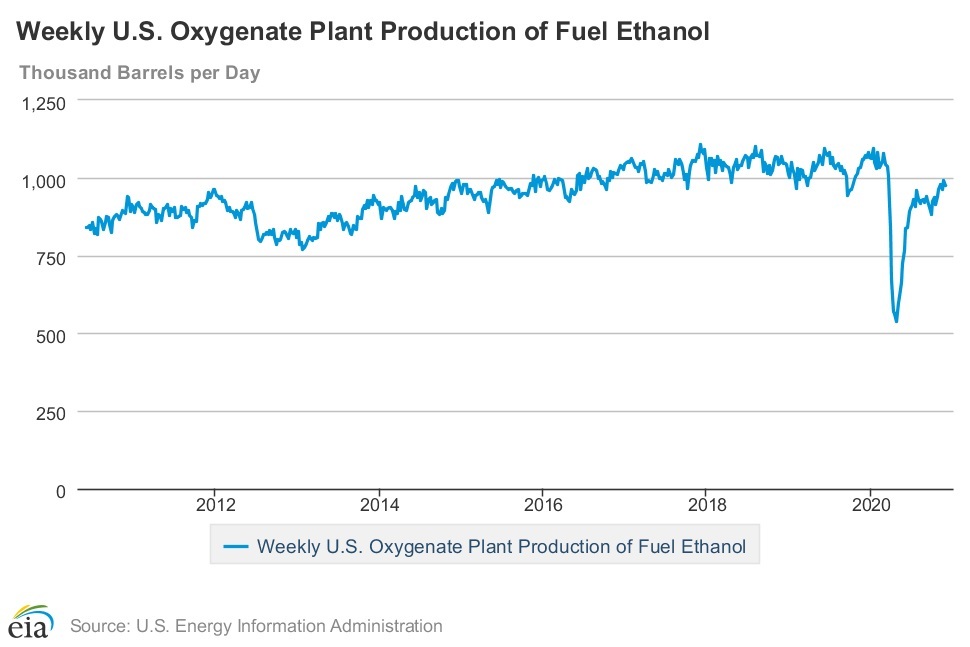 Weekly U.S. Oxygenate Plant Production of Fuel Ethanol
Thousand Barrels per Day
1,250
1,000
750
500
250
0
2012 2014 2016 2018 2020
Weekly U.S. Oxygenate Plant Production of Fuel Ethanol
eia Source: U.S. Energy Information Administration